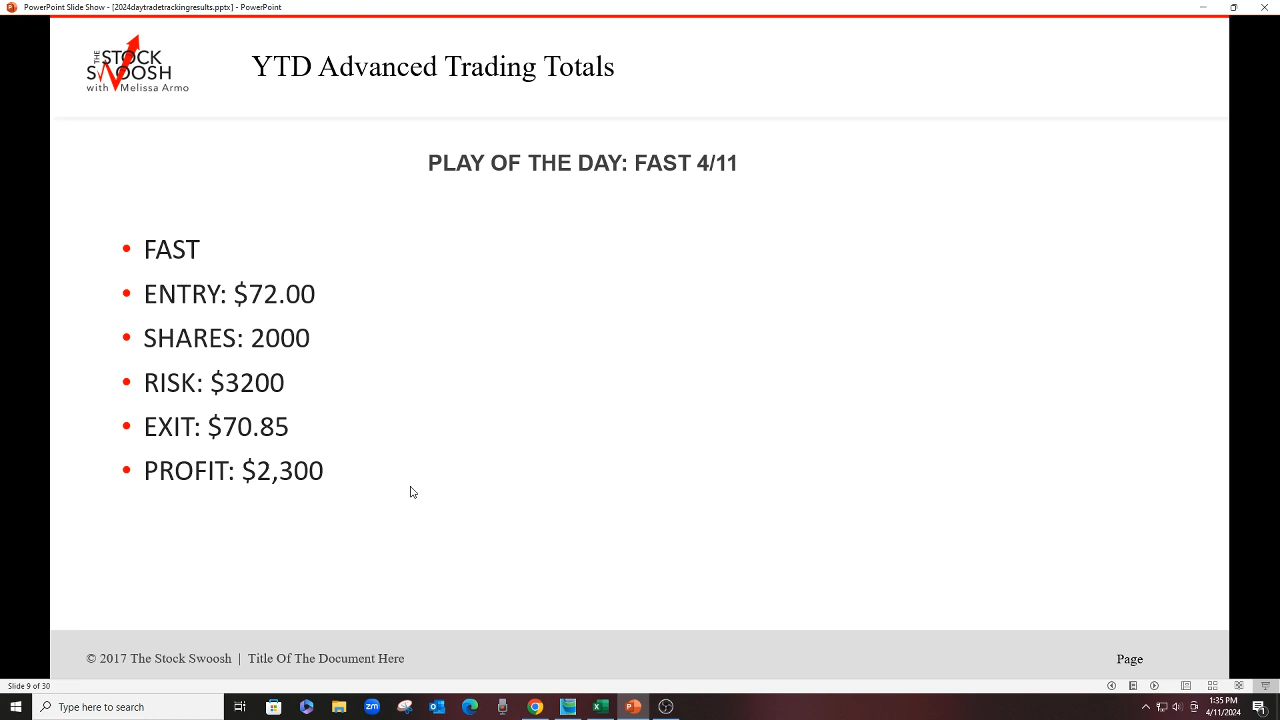 PowerPoint Slide Show - [2024daytradetrackingresults.pptx] - PowerPoint
THE STOCK
SWOOSH
with Melissa Armo
YTD Advanced Trading Totals
PLAY OF THE DAY: FAST 4/11
• FAST
• ENTRY: $72.00
• SHARES: 2000
• RISK: $3200
• EXIT: $70.85
• PROFIT: $2,300
© 2017 The Stock Swoosh | Title Of The Document Here
Page
Slide 9 of 30
Type here to search
zm
1:35 PM
4/11/2024